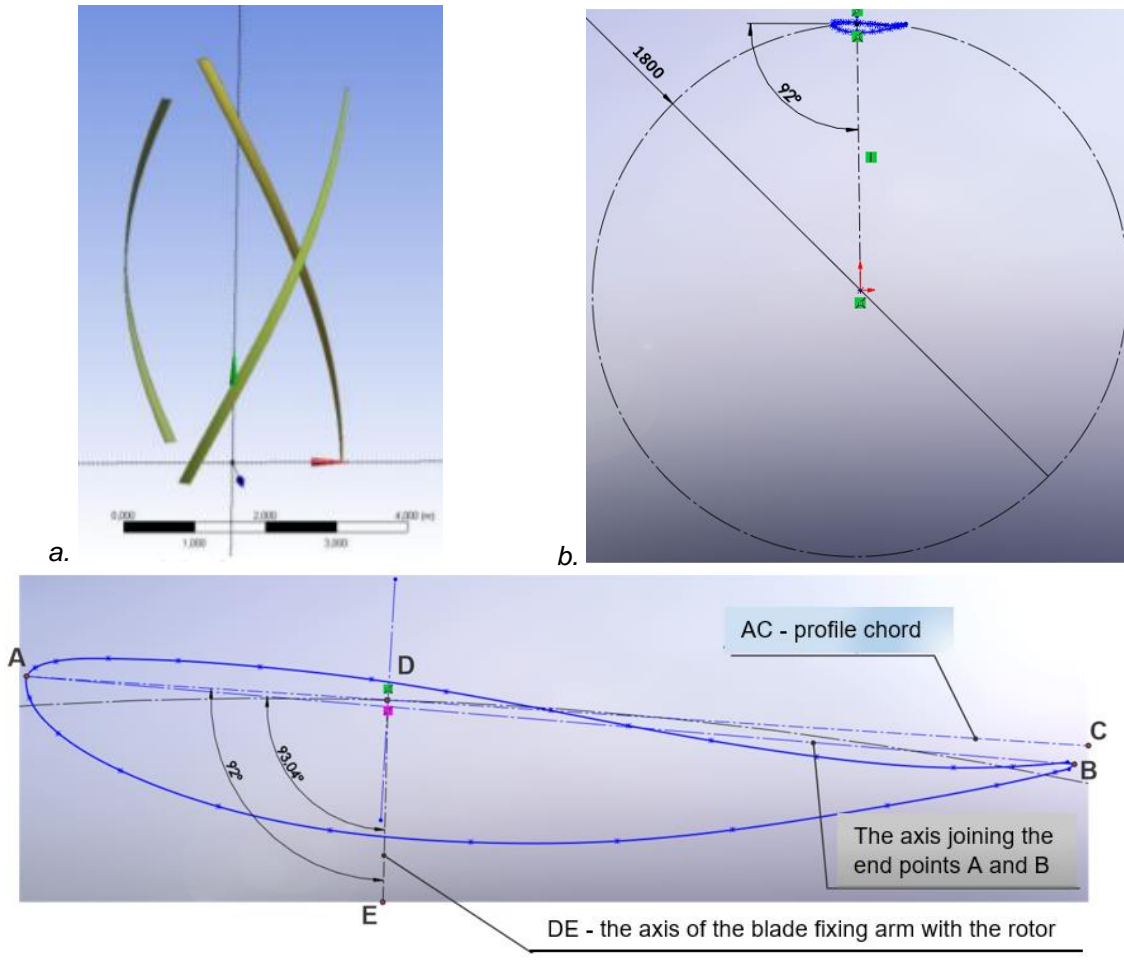 0,000
2,000
4,000 (m)
1,000
3,000
a.
1800
92°
b.
A
D
AC - profile chord
C
B
92°
93,04°
The axis joining the
end points A and B
E
DE - the axis of the blade fixing arm with the rotor